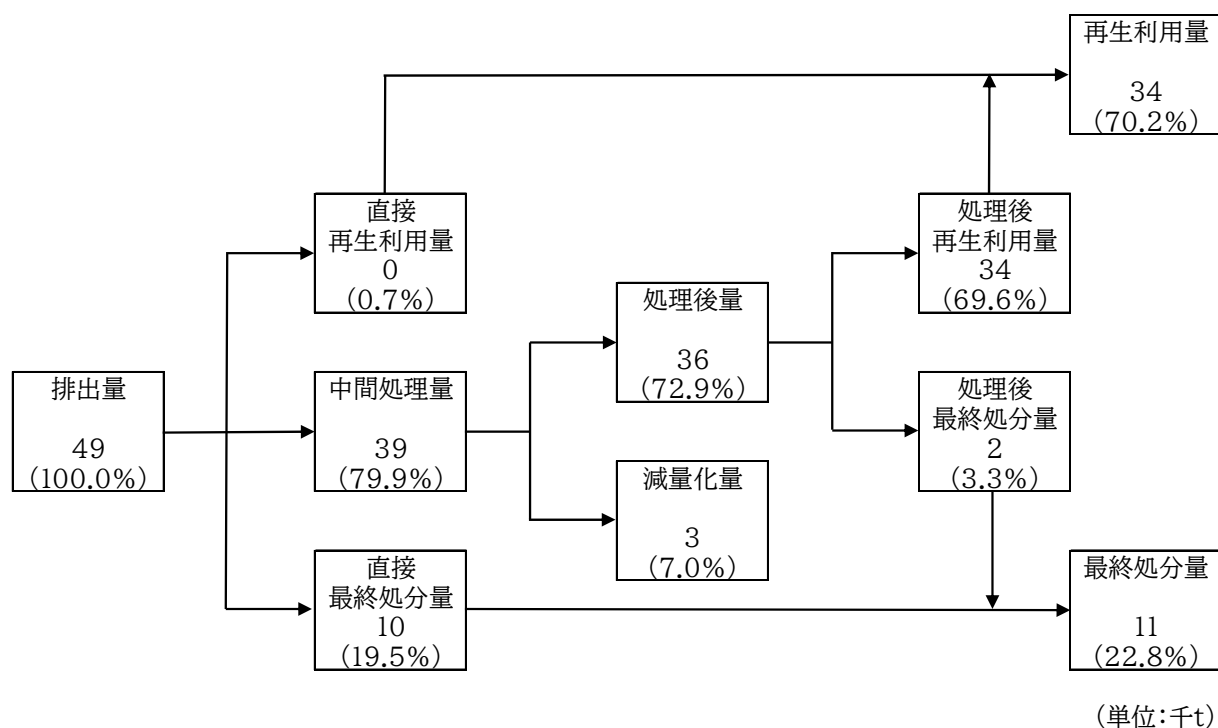 再生利用量
34
(70.2%)
直接
再生利用量
0
(0.7%)
処理後
再生利用量
34
(69.6%)
処理後量
36
(72.9%)
排出量
49
(100.0%)
中間処理量
39
(79.9%)
処理後
最終処分量
2
(3.3%)
減量化量
3
(7.0%)
直接
最終処分量
10
(19.5%)
最終処分量
11
(22.8%)
(単位:千t)